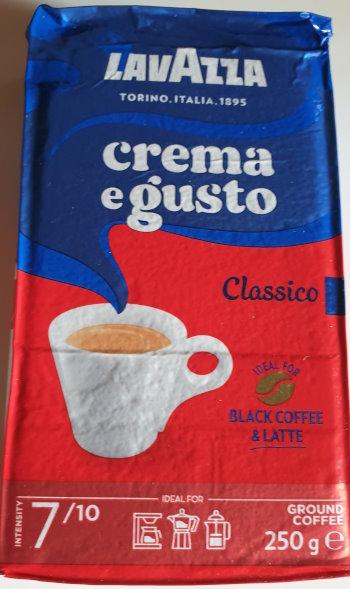 LAVAZZA
TORINO, ITALIA, 1895
crema
e gusto
Classico
IDEAL FOR
BLACK COFFEE
& LATTE
INTENSITY
7/10
IDEAL FOR
GROUND
COFFEE
250 g ℮